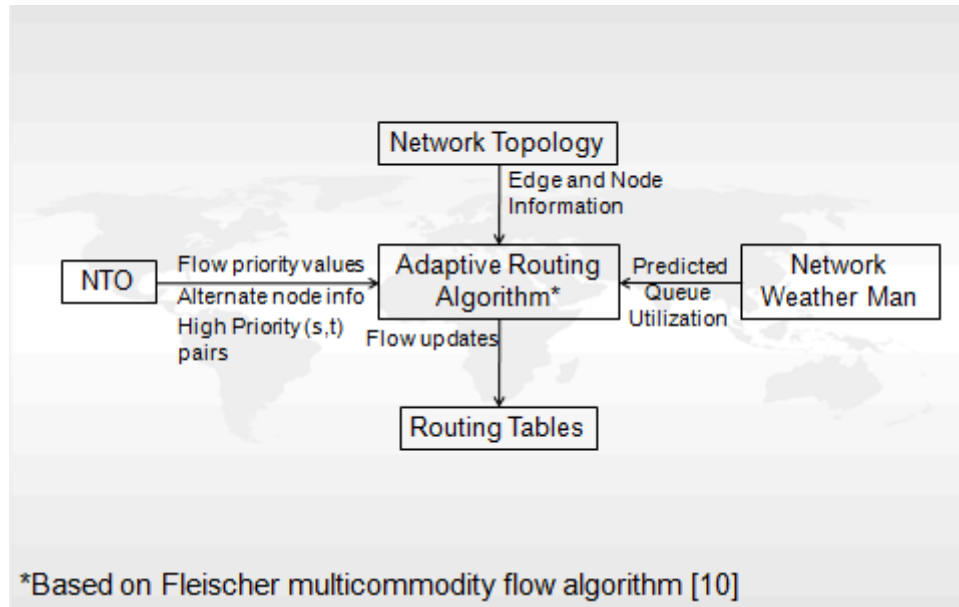 Network Topology
Edge and Node
Information
NTO
Flow priority values
Alternate node info
High Priority (s,t)
pairs
Adaptive Routing
Algorithm*
Predicted
Queue
Utilization
Network
Weather Man
Flow updates
Routing Tables
*Based on Fleischer multicommodity flow algorithm [10]